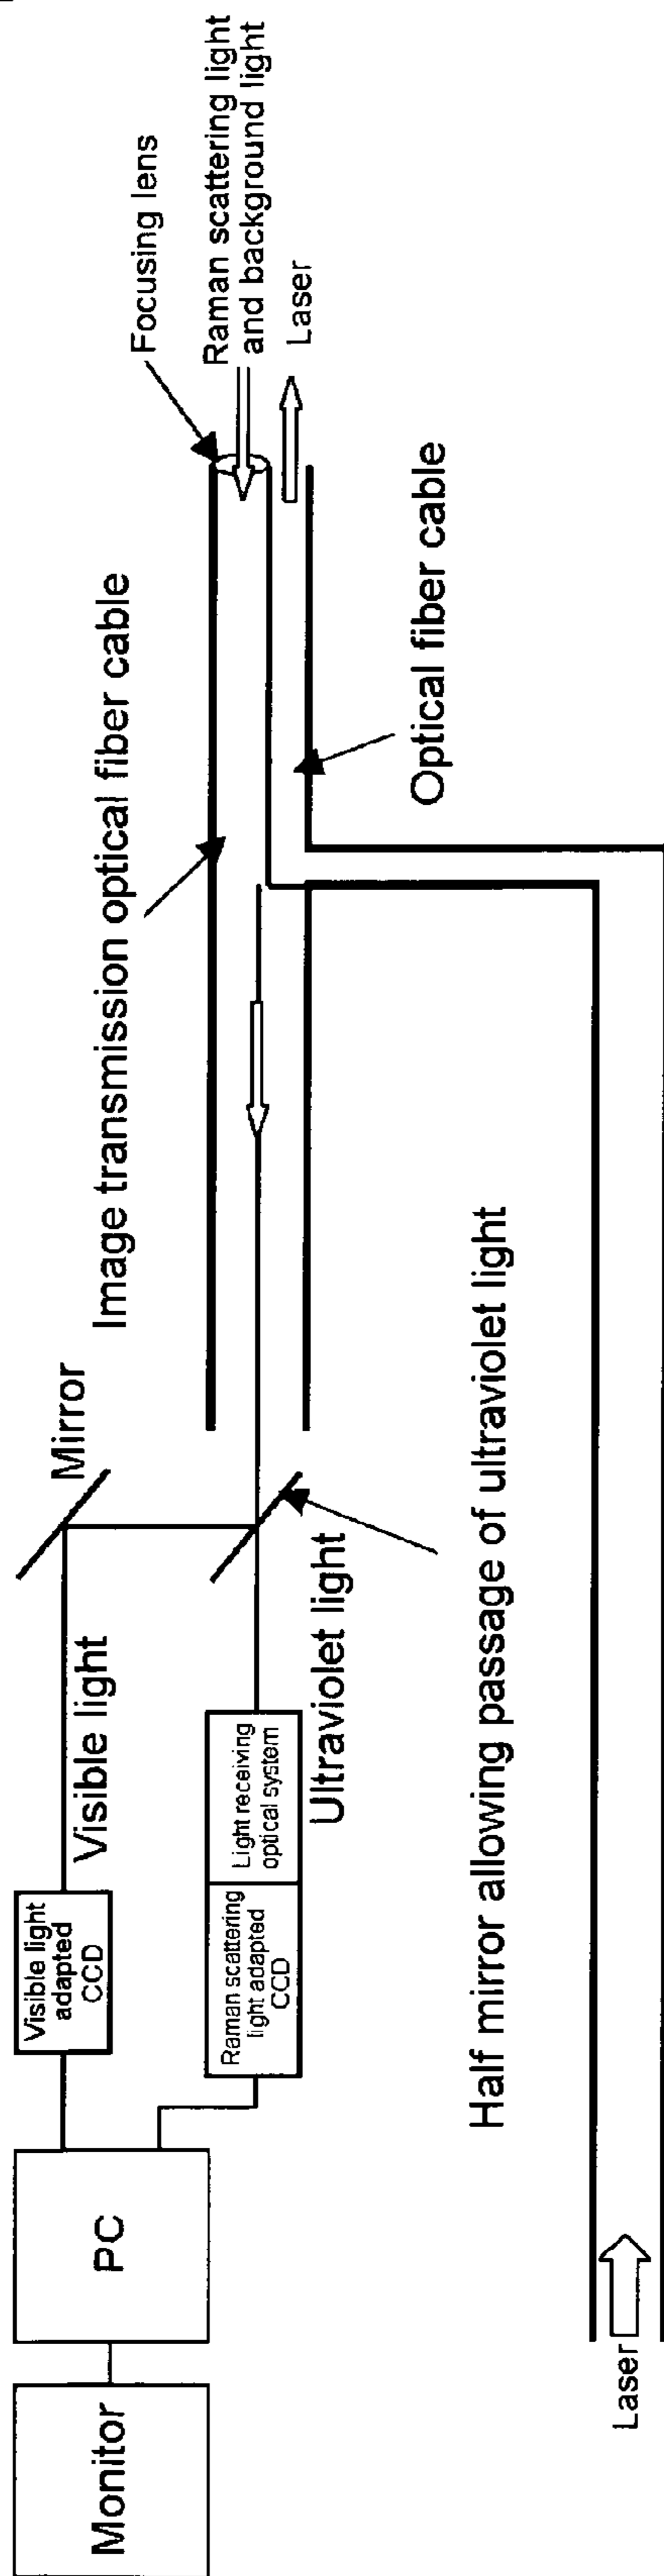 Monitor
PC
Visible light
adapted
CCD
Raman scattering
light adapted
CCD
Light receiving
optical system
Visible light
Mirror
Ultraviolet light
Half mirror allowing passage of ultraviolet light
Image transmission optical fiber cable
Focusing lens
Raman scattering light
and background light
Laser
Optical fiber cable
Laser